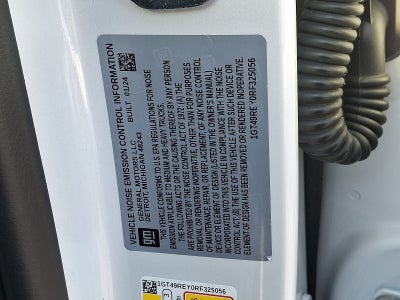 VEHICLE NOISE EMISSION CONTROL INFORMATION
GENERAL MOTORS LLC BUILT 01/24
DETROIT, MICHIGAN 48243
THIS VEHICLE CONFORMS TO U.S. EPA REGULATIONS FOR NOISE
EMISSION APPLICABLE TO MEDIUM AND HEAVY TRUCKS.
THE FOLLOWING ACTS OR THE CAUSING THEREOF BY ANY PERSON
ARE PROHIBITED BY THE NOISE CONTROL ACT OF 1972: (A) THE
REMOVING OR RENDERING INOPERATIVE, OTHER THAN FOR PURPOSES
OF MAINTENANCE, REPAIR, OR REPLACEMENT, OF ANY NOISE CONTROL
DEVICE OR ELEMENT OF DESIGN (LISTED IN THE OWNER'S MANUAL)
INCORPORATED INTO THIS VEHICLE IN COMPLIANCE WITH THE NOISE
CONTROL ACT; (B) THE USE OF THIS VEHICLE AFTER SUCH DEVICE OR
ELEMENT OF DESIGN HAS BEEN REMOVED OR RENDERED INOPERATIVE.
1GT49REY0RF325056
gm
1GT49REY0RF325056
3